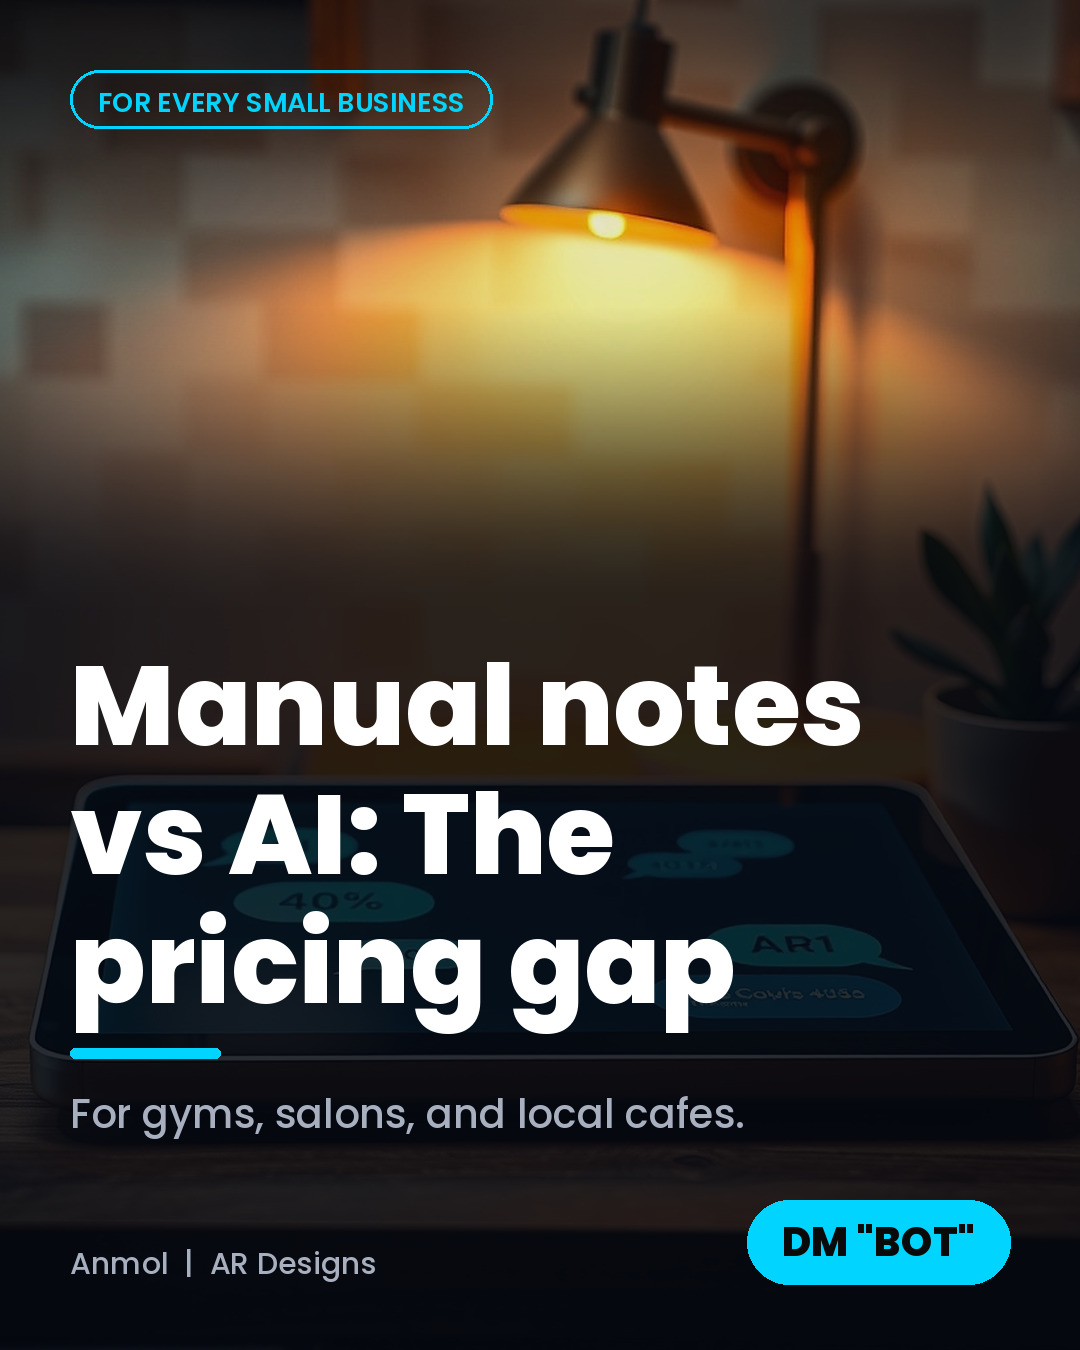 FOR EVERY SMALL BUSINESS
Manual notes
vs AI: The
40%
pricing gap
AR1
For gyms, salons, and local cafes.
Anmol | AR Designs
DM "BOT"